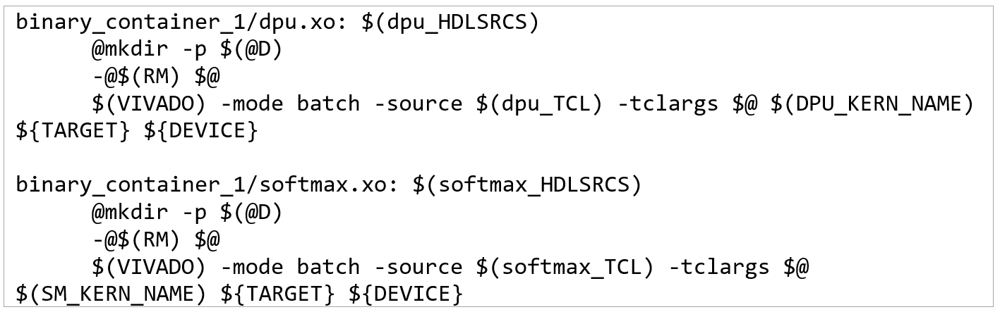 binary_container_1/dpu.xo: $(dpu_HDLSRCS)
@mkdir -p $(@D)
-@$(RM) $@
$(VIVADO) -mode batch -source $(dpu_TCL) -tclargs $@ $(DPU_KERN_NAME)
${TARGET} ${DEVICE}
binary_container_1/softmax.xo: $(softmax_HDLSRCS)
@mkdir -p $(@D)
-@$(RM) $@
$(VIVADO) -mode batch -source $(softmax_TCL) -tclargs $@
$(SM_KERN_NAME) ${TARGET} ${DEVICE}